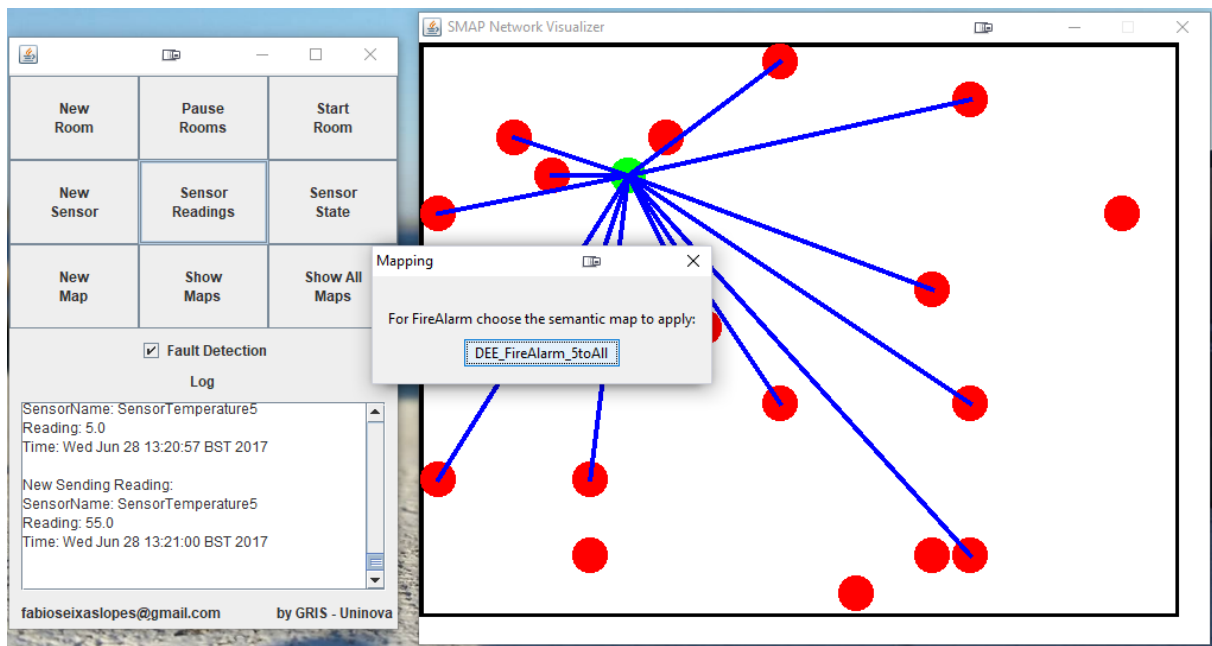 SMAP Network Visualizer
New
Room
Pause
Rooms
Start
Room
New
Sensor
Sensor
Readings
Sensor
State
New
Map
Show
Maps
Show All
Maps
Fault Detection
Log
SensorName: SensorTemperature5
Reading: 5.0
Time: Wed Jun 28 13:20:57 BST 2017
New Sending Reading:
SensorName: SensorTemperature5
Reading: 55.0
Time: Wed Jun 28 13:21:00 BST 2017
fabioseixaslopes@gmail.com
by GRIS - Uninova
Mapping
For FireAlarm choose the semantic map to apply:
DEE_FireAlarm_5toAll